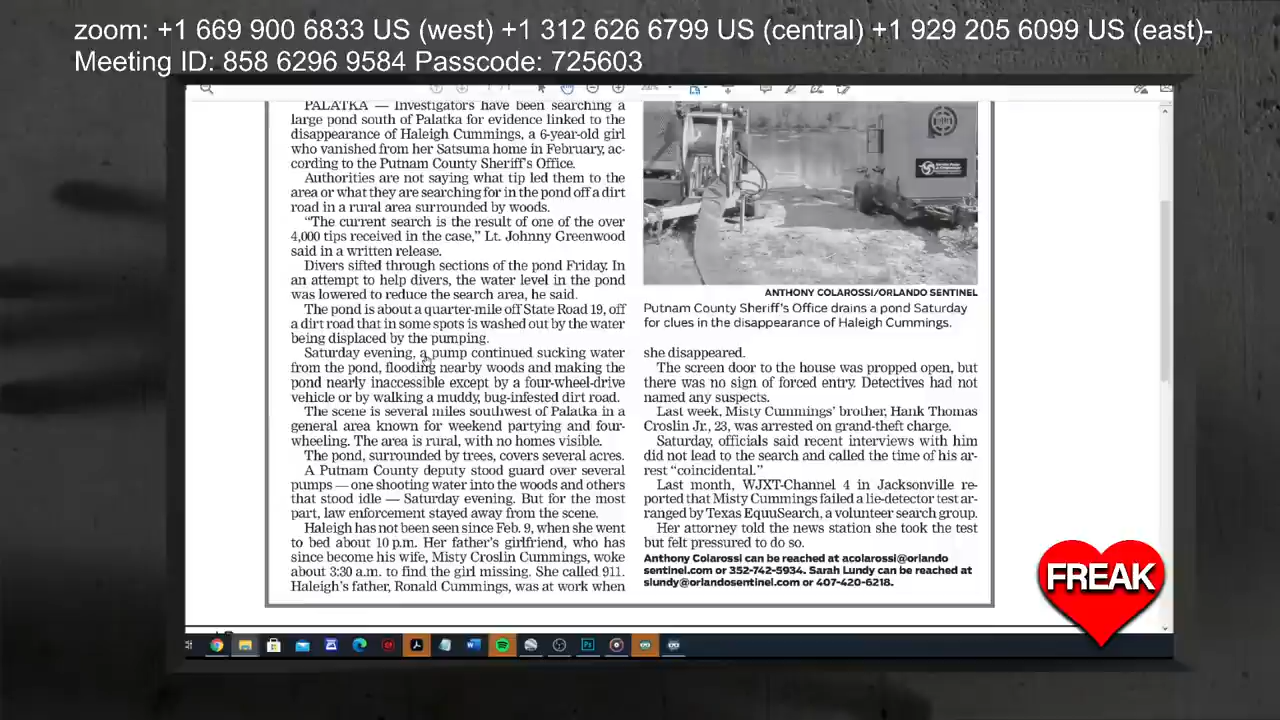 zoom: +1 669 900 6833 US (west) +1 312 626 6799 US (central) +1 929 205 6099 US (east)-
Meeting ID: 858 6296 9584 Passcode: 725603
PALATKA — Investigators have been searching a
large pond south of Palatka for evidence linked to the
disappearance of Haleigh Cummings, a 6-year-old girl
who vanished from her Satsuma home in February, ac-
cording to the Putnam County Sheriff's Office.
Authorities are not saying what tip led them to the
area or what they are searching for in the pond off a dirt
road in a rural area surrounded by woods.
"The current search is the result of one of the over
4,000 tips received in the case," Lt. Johnny Greenwood
said in a written release.
Divers sifted through sections of the pond Friday. In
an attempt to help divers, the water level in the pond
was lowered to reduce the search area, he said.
The pond is about a quarter-mile off State Road 19, off
a dirt road that in some spots is washed out by the water
being displaced by the pumping.
Saturday evening, a pump continued sucking water
from the pond, flooding nearby woods and making the
pond nearly inaccessible except by a four-wheel-drive
vehicle or by walking a muddy, bug-infested dirt road.
The scene is several miles southwest of Palatka in a
general area known for weekend partying and four-
wheeling. The area is rural, with no homes visible.
The pond, surrounded by trees, covers several acres.
A Putnam County deputy stood guard over several
pumps — one shooting water into the woods and others
that stood idle — Saturday evening. But for the most
part, law enforcement stayed away from the scene.
Haleigh has not been seen since Feb. 9, when she went
to bed about 10 p.m. Her father's girlfriend, who has
since become his wife, Misty Croslin Cummings, woke
about 3:30 a.m. to find the girl missing. She called 911.
Haleigh's father, Ronald Cummings, was at work when
ANTHONY COLAROSSI/ORLANDO SENTINEL
Putnam County Sheriff's Office drains a pond Saturday
for clues in the disappearance of Haleigh Cummings.
she disappeared.
The screen door to the house was propped open, but
there was no sign of forced entry. Detectives had not
named any suspects.
Last week, Misty Cummings' brother, Hank Thomas
Croslin Jr., 23, was arrested on grand-theft charge.
Saturday, officials said recent interviews with him
did not lead to the search and called the time of his ar-
rest "coincidental."
Last month, WJXT-Channel 4 in Jacksonville re-
ported that Misty Cummings failed a lie-detector test ar-
ranged by Texas EquuSearch, a volunteer search group.
Her attorney told the news station she took the test
but felt pressured to do so.
Anthony Colarossi can be reached at acolarossi@orlando
sentinel.com or 352-742-5934. Sarah Lundy can be reached at
slundy@orlandosentinel.com or 407-420-6218.
FREAK